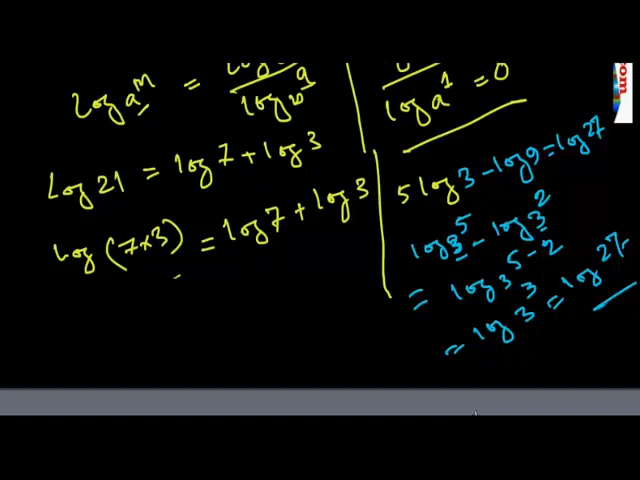 log a^m = log / log 10^a
log a^1 = 0
log 21 = log 7 + log 3
log (7×3) = log 7 + log 3
5 log 3 - log 9 = log 27
log 3^5 - log 3^2
= log 3^5-2
= log 3^3 = log 27
com